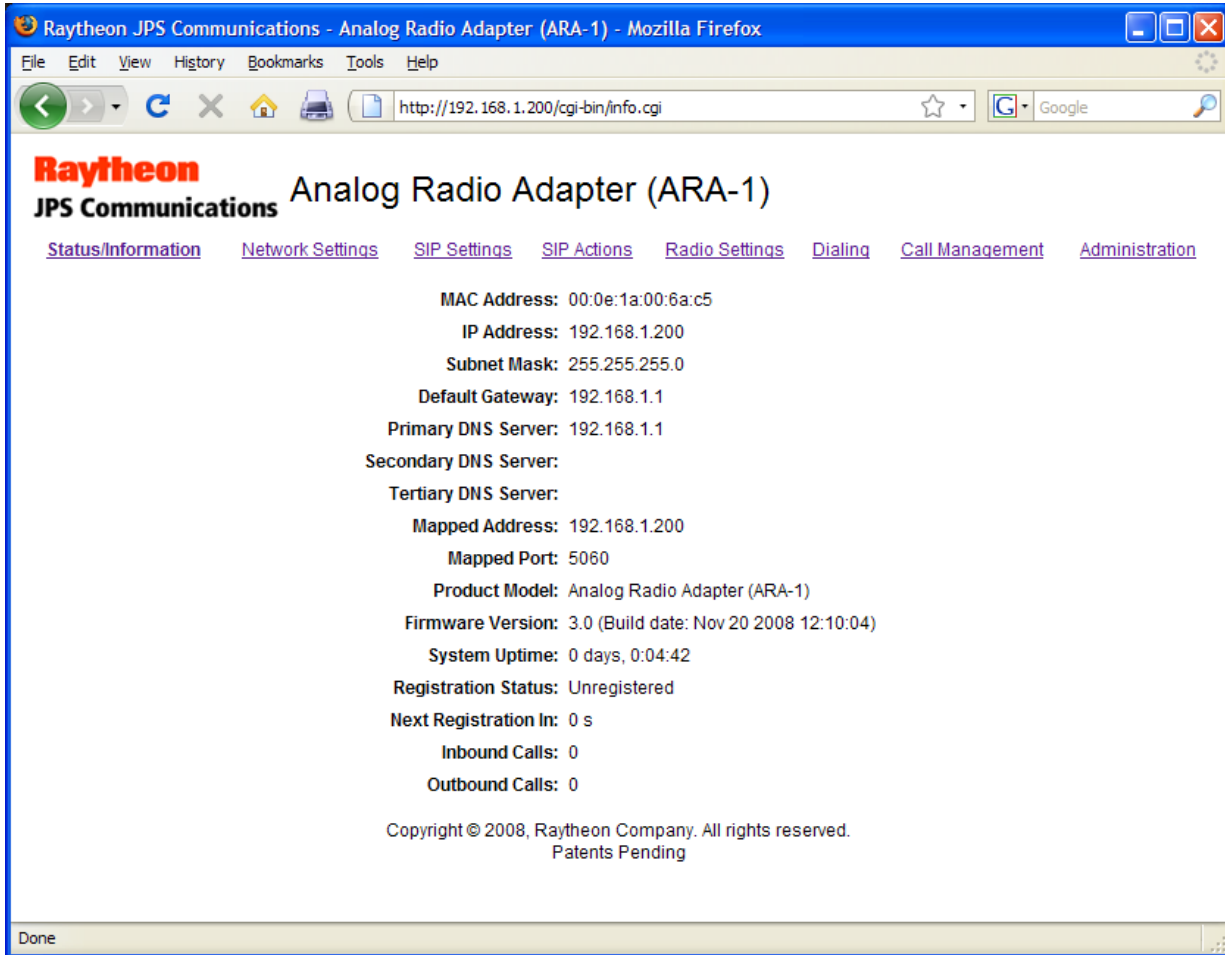 Raytheon JPS Communications - Analog Radio Adapter (ARA-1) - Mozilla Firefox
File Edit View History Bookmarks Tools Help
http://192.168.1.200/cgi-bin/info.cgi G Google
Raytheon
JPS Communications
Analog Radio Adapter (ARA-1)
Status/Information Network Settings SIP Settings SIP Actions Radio Settings Dialing Call Management Administration
MAC Address: 00:0e:1a:00:6a:c5
IP Address: 192.168.1.200
Subnet Mask: 255.255.255.0
Default Gateway: 192.168.1.1
Primary DNS Server: 192.168.1.1
Secondary DNS Server:
Tertiary DNS Server:
Mapped Address: 192.168.1.200
Mapped Port: 5060
Product Model: Analog Radio Adapter (ARA-1)
Firmware Version: 3.0 (Build date: Nov 20 2008 12:10:04)
System Uptime: 0 days, 0:04:42
Registration Status: Unregistered
Next Registration In: 0 s
Inbound Calls: 0
Outbound Calls: 0
Copyright © 2008, Raytheon Company. All rights reserved.
Patents Pending
Done